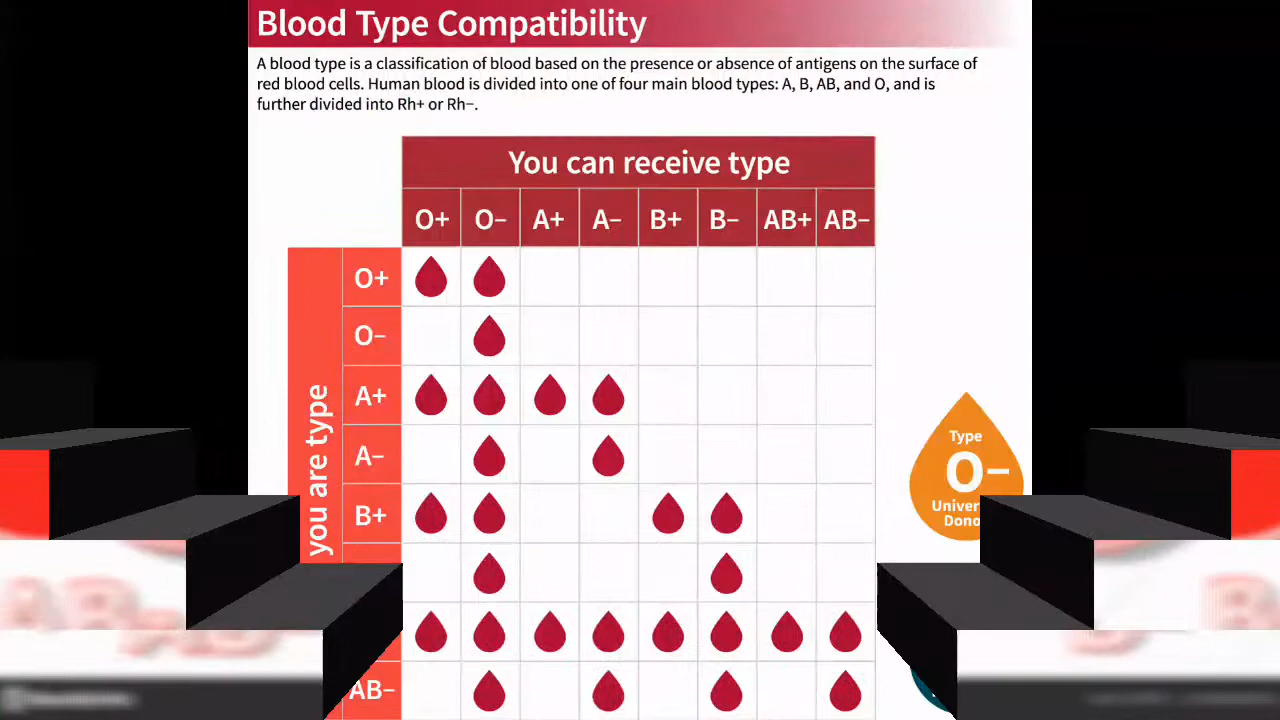 Blood Type Compatibility
A blood type is a classification of blood based on the presence or absence of antigens on the surface of
red blood cells. Human blood is divided into one of four main blood types: A, B, AB, and O, and is
further divided into Rh+ or Rh−.
You can receive type
O+ O− A+ A− B+ B− AB+ AB−
you are type
O+
O−
A+
A−
B+
AB−
Type
O−
Univer
Dono